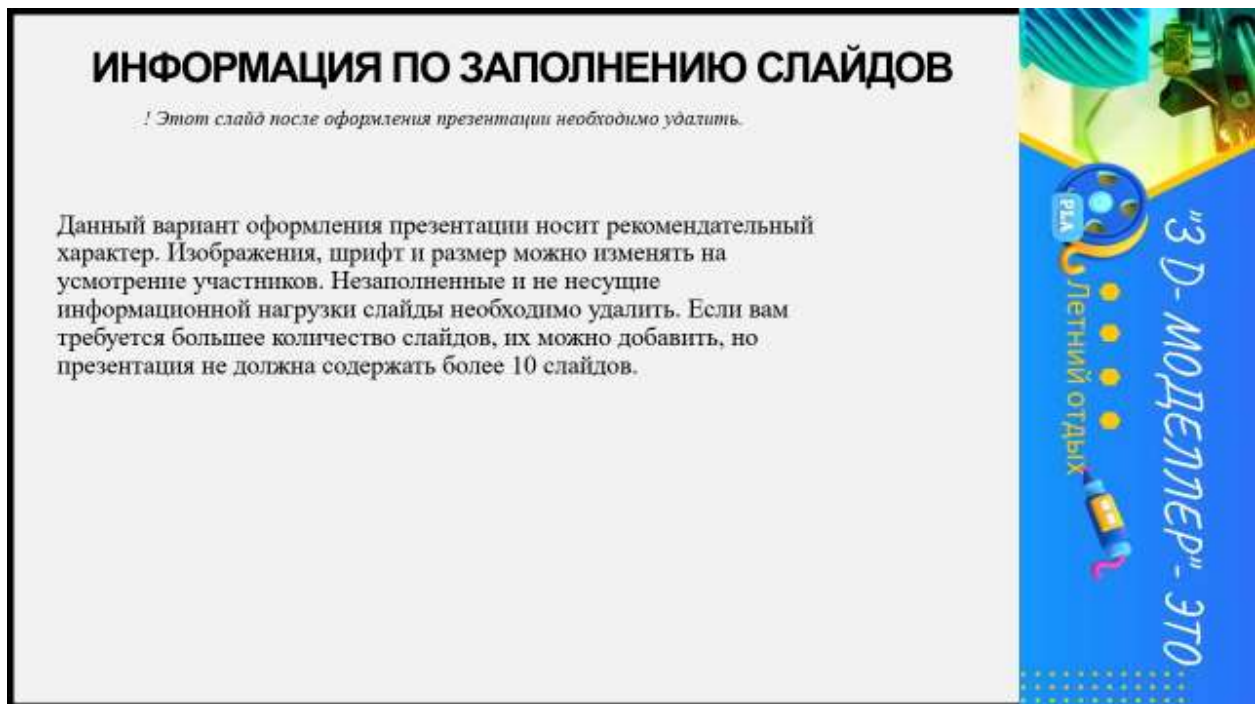 ИНФОРМАЦИЯ ПО ЗАПОЛНЕНИЮ СЛАЙДОВ
! Этот слайд после оформления презентации необходимо удалить.
Данный вариант оформления презентации носит рекомендательный
характер. Изображения, шрифт и размер можно изменять на
усмотрение участников. Незаполненные и не несущие
информационной нагрузки слайды необходимо удалить. Если вам
требуется большее количество слайдов, их можно добавить, но
презентация не должна содержать более 10 слайдов.
"3 D- МОДЕЛЛЕР"- ЭТО
PLA
Летний отдых